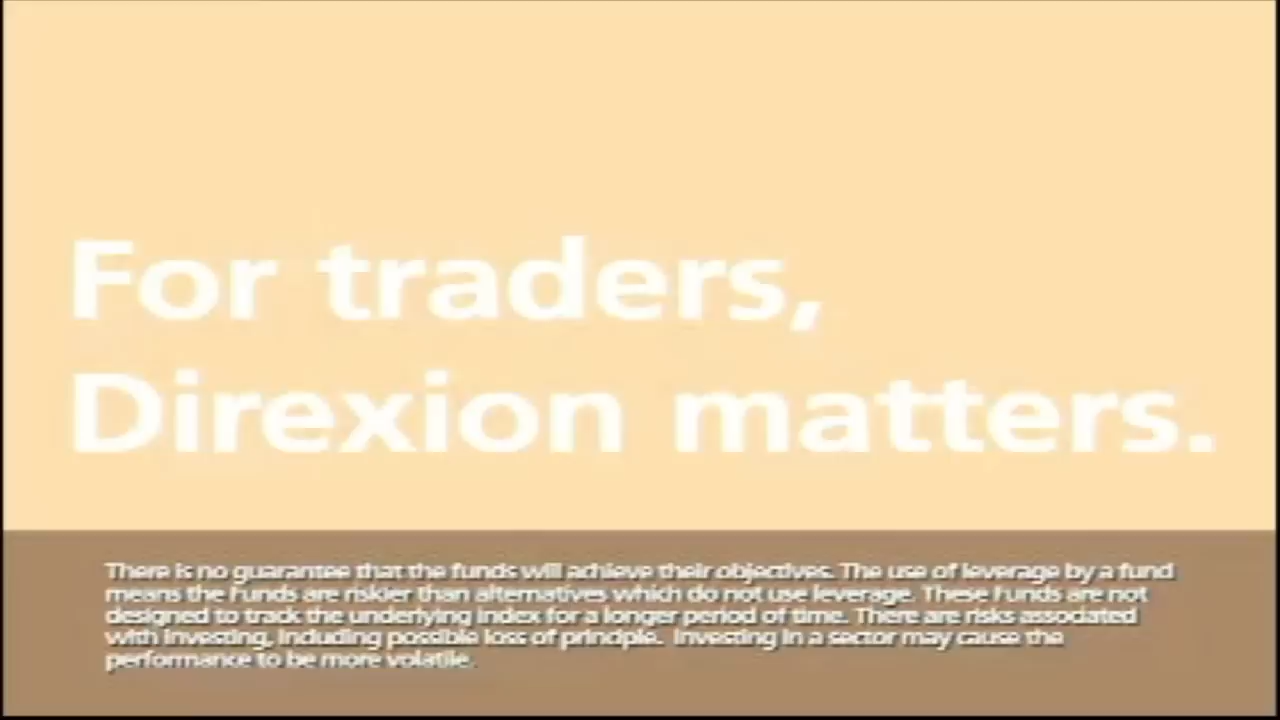 For traders,
Direxion matters.
There is no guarantee that the funds will achieve their objectives. The use of leverage by a fund
means the Funds are riskier than alternatives which do not use leverage. These Funds are not
designed to track the underlying index for a longer period of time. There are risks associated
with investing, including possible loss of principle. Investing in a sector may cause the
performance to be more volatile.